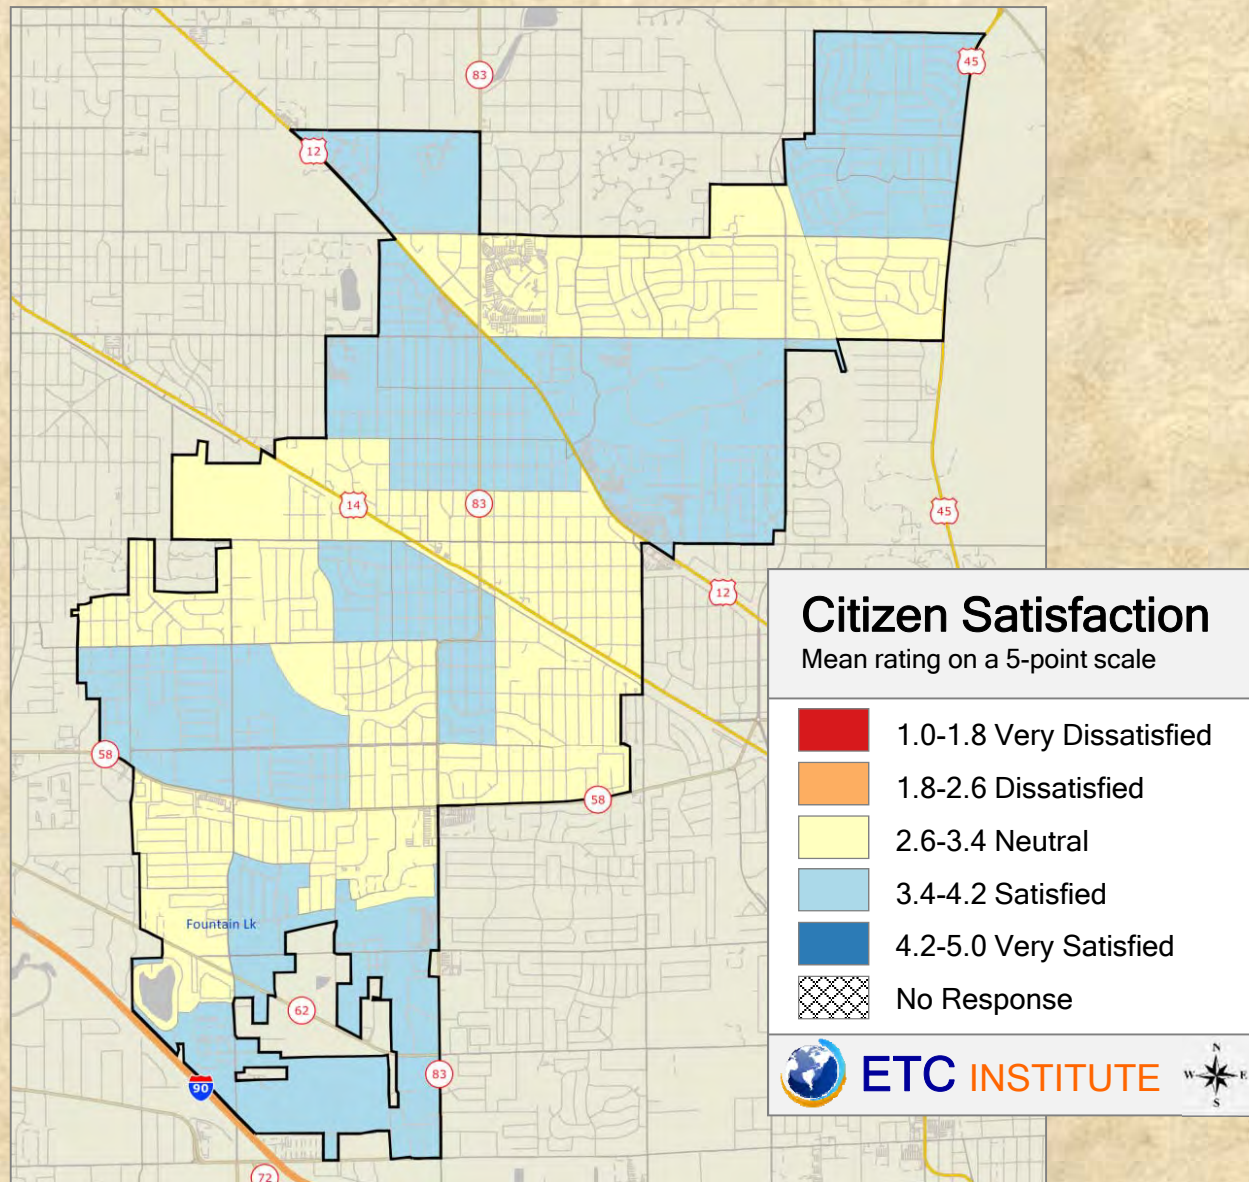 45
83
12
14
83
45
12
58
58
Fountain Lk
62
83
90
72
Citizen Satisfaction
Mean rating on a 5-point scale
1.0-1.8 Very Dissatisfied
1.8-2.6 Dissatisfied
2.6-3.4 Neutral
3.4-4.2 Satisfied
4.2-5.0 Very Satisfied
No Response
ETC INSTITUTE
N
W E
S